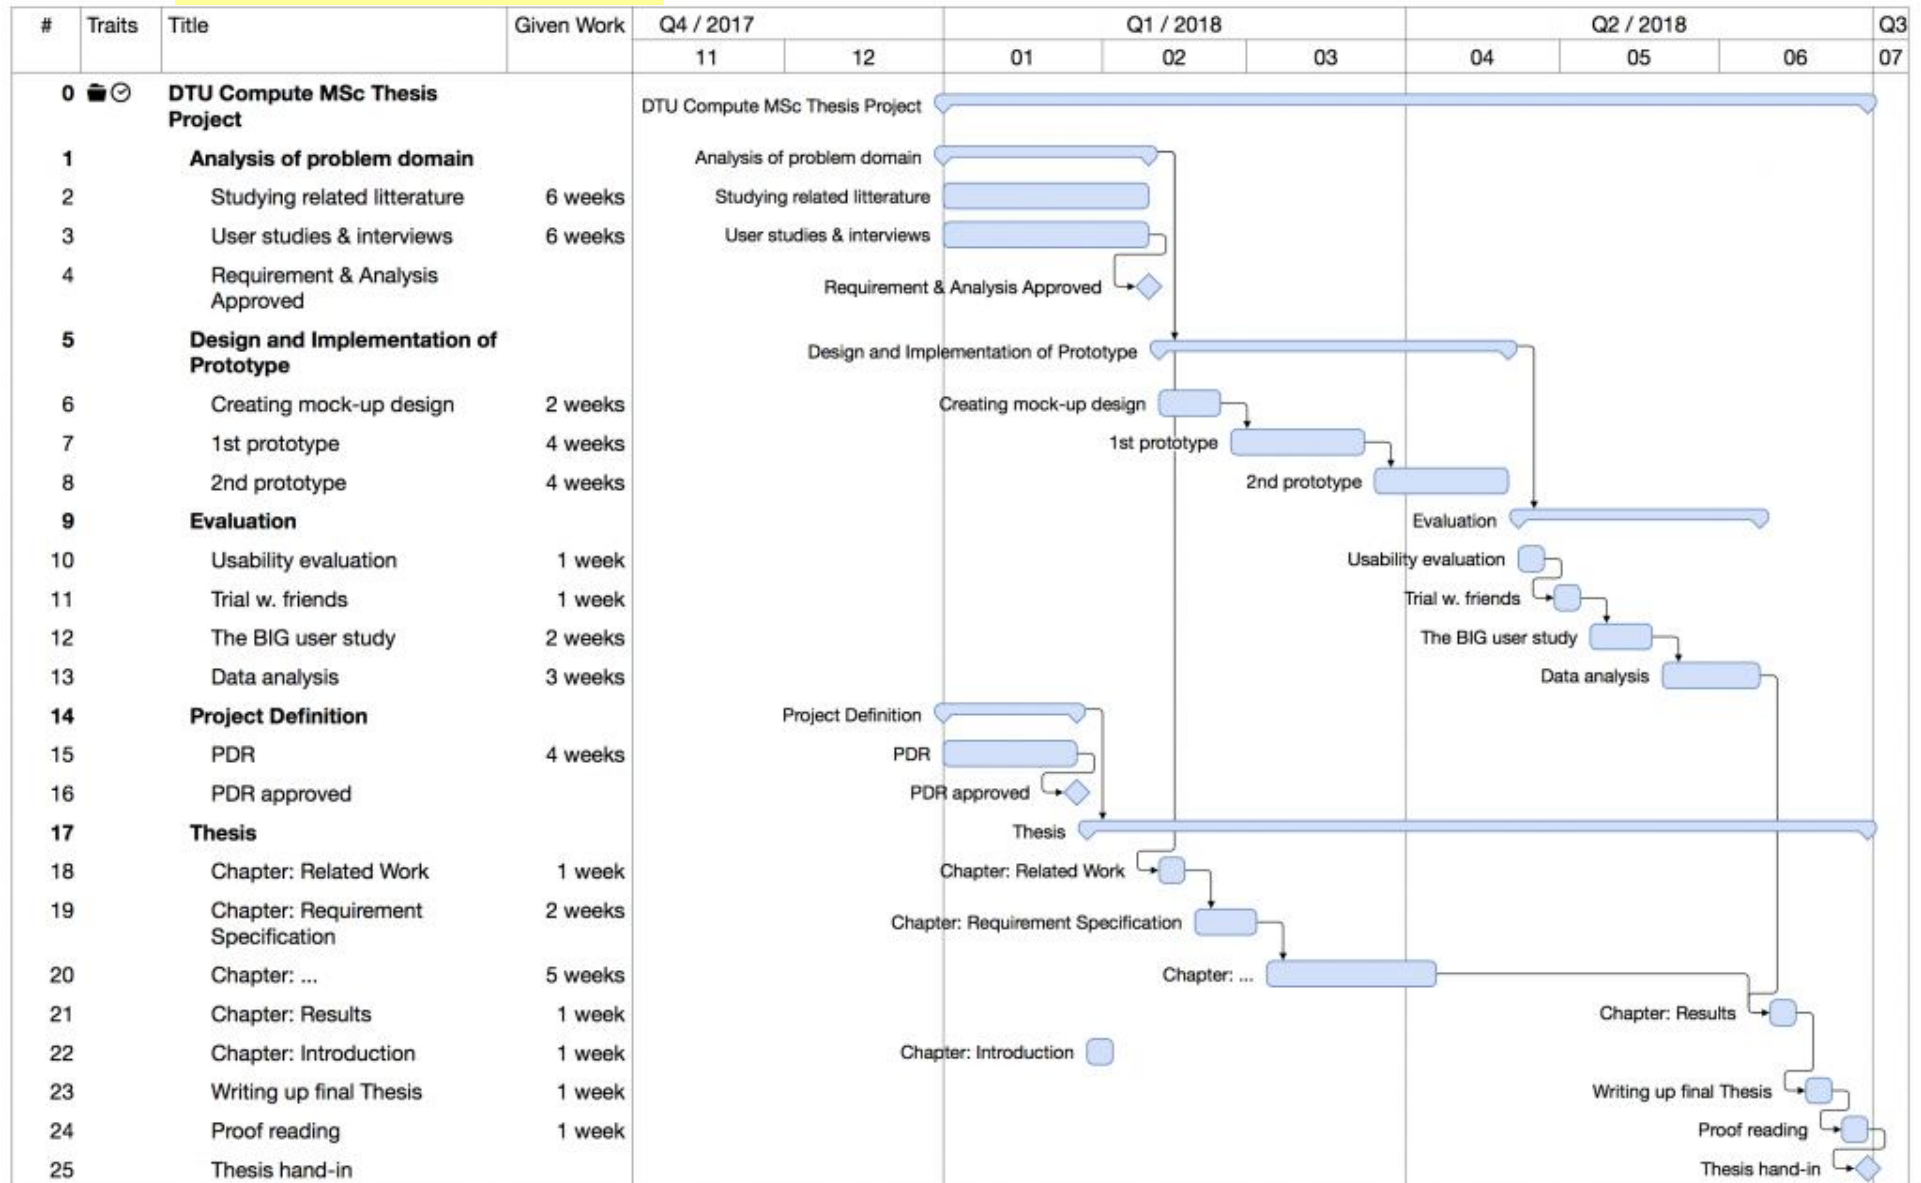 # Traits Title Given Work Q4 / 2017 Q1 / 2018 Q2 / 2018 Q3
11 12 01 02 03 04 05 06 07
0 DTU Compute MSc Thesis
Project
DTU Compute MSc Thesis Project
1 Analysis of problem domain Analysis of problem domain
2 Studying related litterature 6 weeks Studying related litterature
3 User studies & interviews 6 weeks User studies & interviews
4 Requirement & Analysis
Approved
Requirement & Analysis Approved
5 Design and Implementation of
Prototype
Design and Implementation of Prototype
6 Creating mock-up design 2 weeks Creating mock-up design
7 1st prototype 4 weeks 1st prototype
8 2nd prototype 4 weeks 2nd prototype
9 Evaluation Evaluation
10 Usability evaluation 1 week Usability evaluation
11 Trial w. friends 1 week Trial w. friends
12 The BIG user study 2 weeks The BIG user study
13 Data analysis 3 weeks Data analysis
14 Project Definition Project Definition
15 PDR 4 weeks PDR
16 PDR approved PDR approved
17 Thesis Thesis
18 Chapter: Related Work 1 week Chapter: Related Work
19 Chapter: Requirement 2 weeks
Specification
Chapter: Requirement Specification
20 Chapter: ... 5 weeks Chapter: ...
21 Chapter: Results 1 week Chapter: Results
22 Chapter: Introduction 1 week Chapter: Introduction
23 Writing up final Thesis 1 week Writing up final Thesis
24 Proof reading 1 week Proof reading
25 Thesis hand-in Thesis hand-in